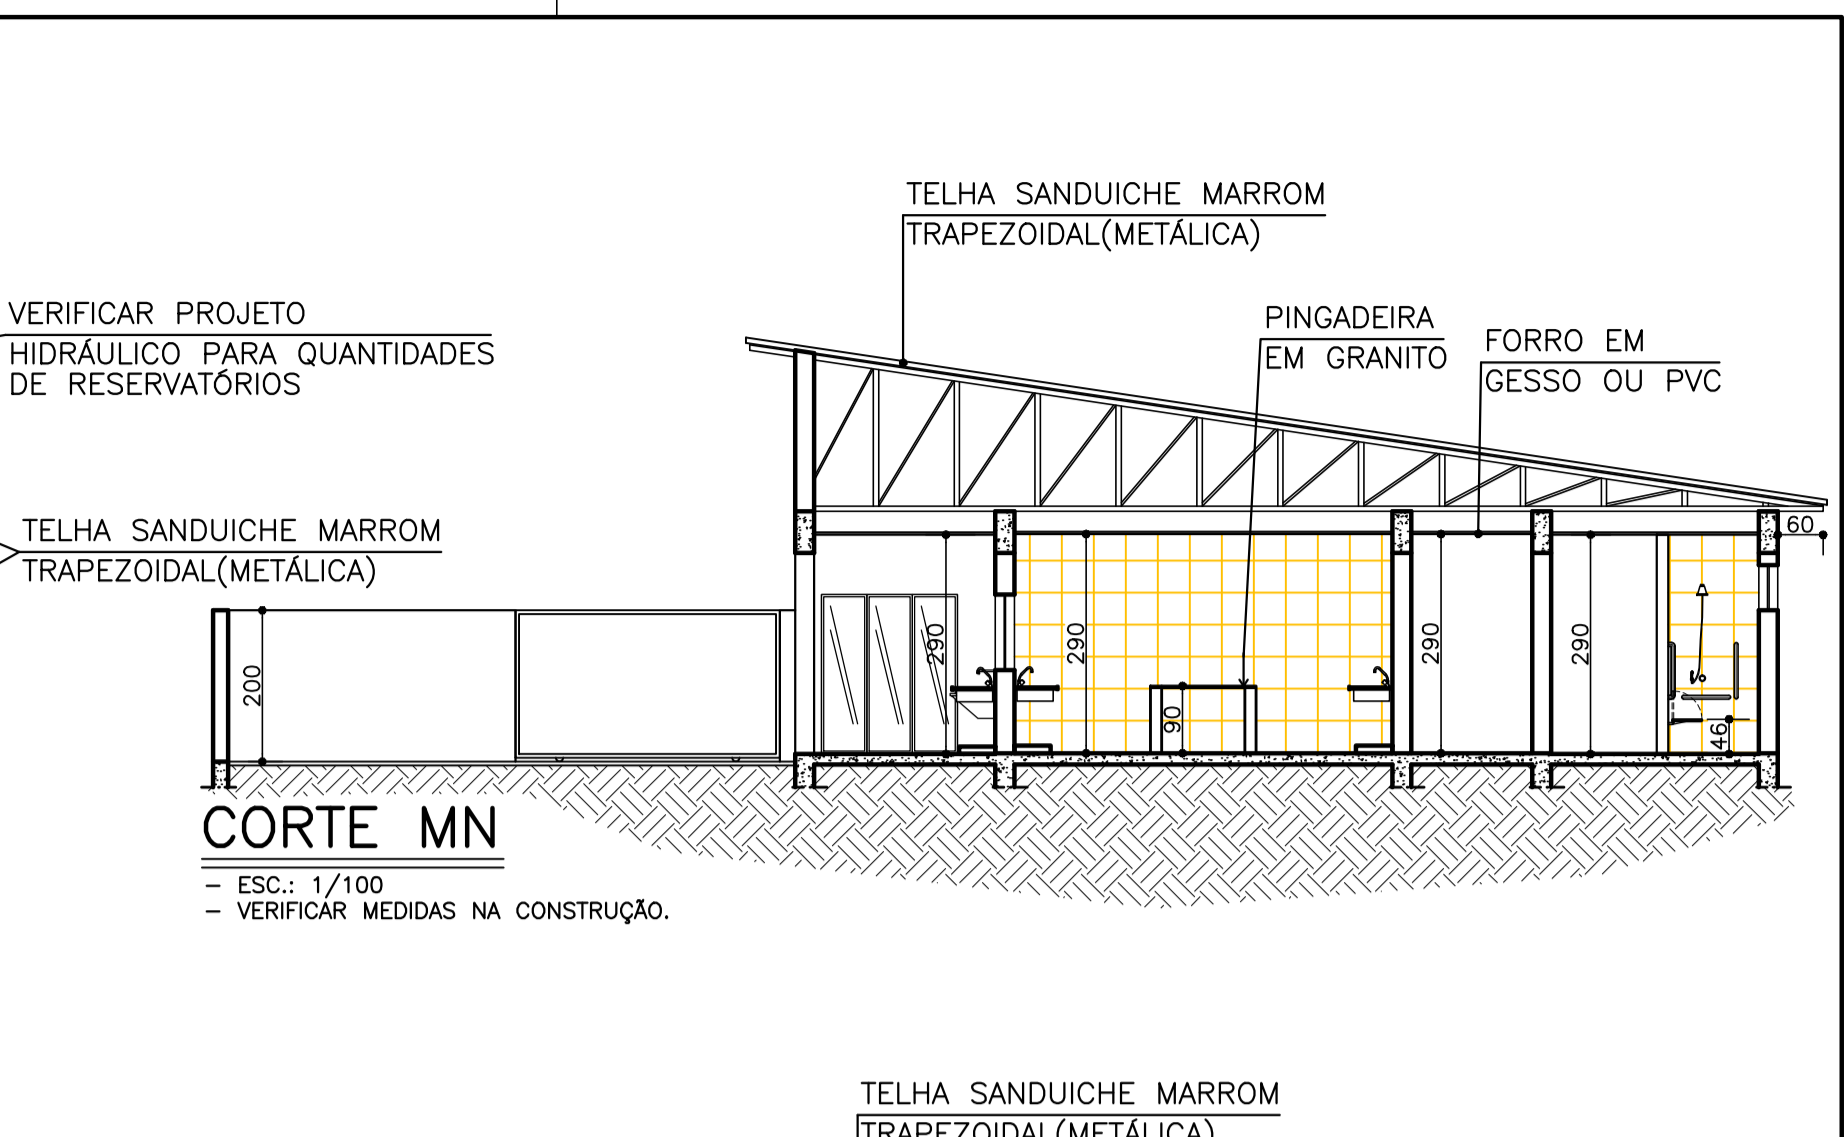 TELHA SANDUICHE MARROM
TRAPEZOIDAL(METÁLICA)
VERIFICAR PROJETO
HIDRÁULICO PARA QUANTIDADES
DE RESERVATÓRIOS
PINGADEIRA
EM GRANITO
FORRO EM
GESSO OU PVC
TELHA SANDUICHE MARROM
TRAPEZOIDAL(METÁLICA)
60
200
290
290
290
290
90
46
CORTE MN
- ESC.: 1/100
- VERIFICAR MEDIDAS NA CONSTRUÇÃO.
TELHA SANDUICHE MARROM
TRAPEZOIDAL(METÁLICA)